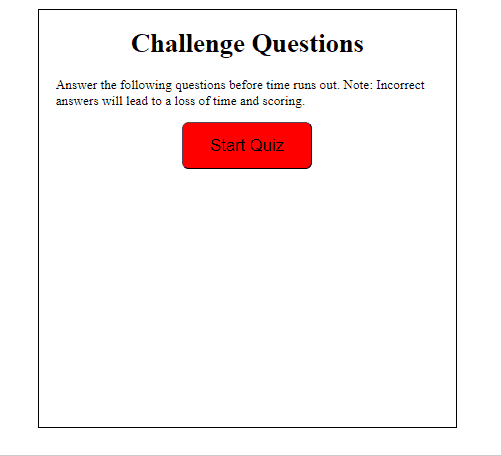 Challenge Questions
Answer the following questions before time runs out. Note: Incorrect
answers will lead to a loss of time and scoring.
Start Quiz